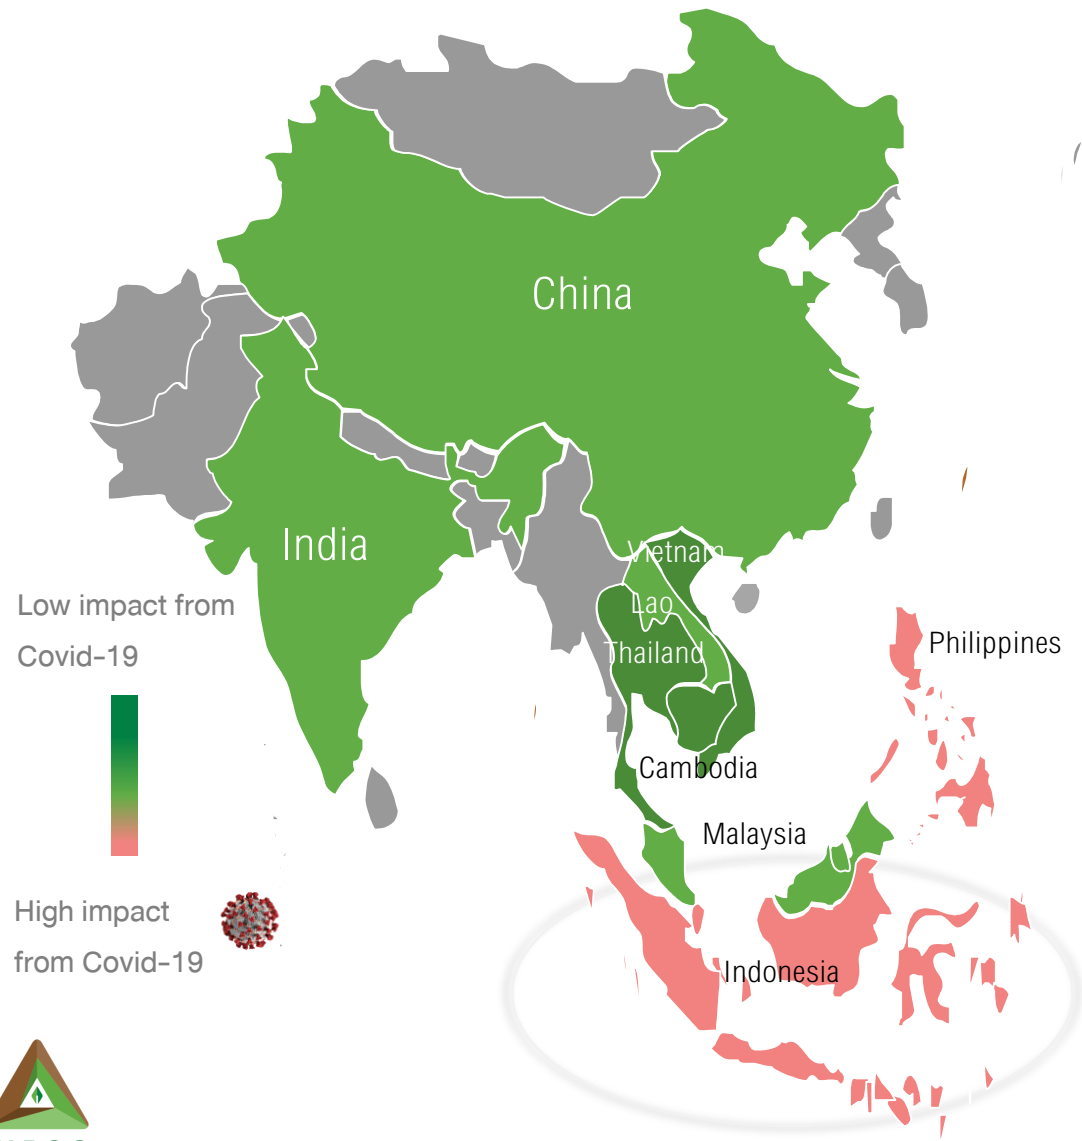 China
India
Vietnam
Low impact from
Covid-19
Lao
Thailand
Philippines
Cambodia
Malaysia
High impact
from Covid-19
Indonesia